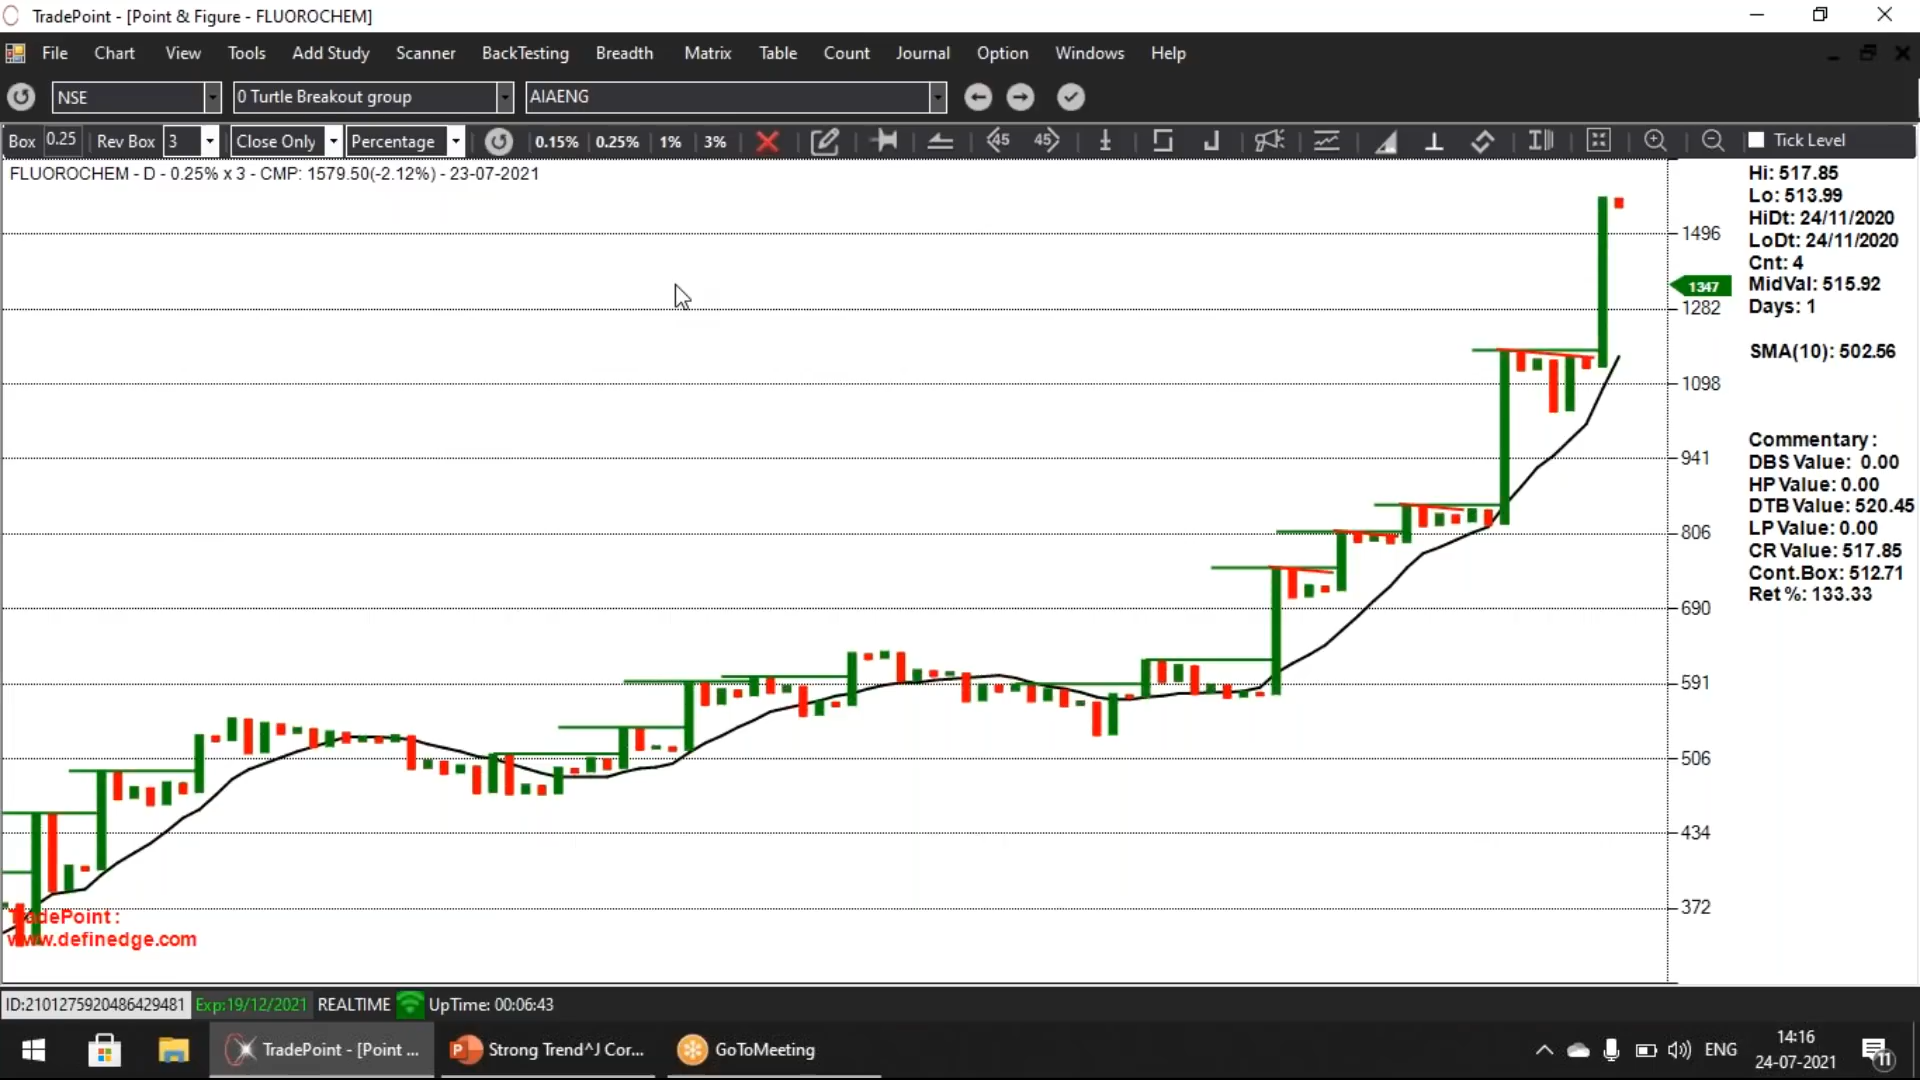 TradePoint - [Point & Figure - FLUOROCHEM]
File Chart View Tools Add Study Scanner BackTesting Breadth Matrix Table Count Journal Option Windows Help
NSE 0 Turtle Breakout group AIAENG
Box 0.25 Rev Box 3 Close Only Percentage 0.15% 0.25% 1% 3% 45 45 Tick Level
FLUOROCHEM - D - 0.25% x 3 - CMP: 1579.50(-2.12%) - 23-07-2021
Hi: 517.85
Lo: 513.99
HiDt: 24/11/2020
LoDt: 24/11/2020
Cnt: 4
MidVal: 515.92
Days: 1
SMA(10): 502.56
Commentary :
DBS Value: 0.00
HP Value: 0.00
DTB Value: 520.45
LP Value: 0.00
CR Value: 517.85
Cont.Box: 512.71
Ret %: 133.33
1496
1347
1282
1098
941
806
690
591
506
434
372
TradePoint :
www.definedge.com
ID:2101275920486429481 Exp:19/12/2021 REALTIME UpTime: 00:06:43
TradePoint - [Point ... Strong Trend^J Cor... GoToMeeting
ENG
14:16
24-07-2021
11